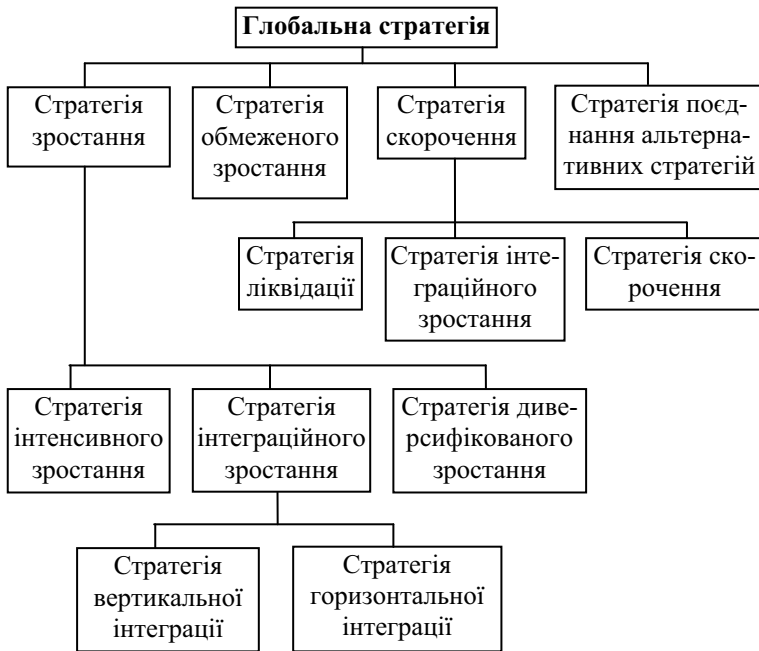 Глобальна стратегія
Стратегія
зростання
Стратегія
обмеженого
зростання
Стратегія
скорочення
Стратегія поєд-
нання альтерна-
тивних стратегій
Стратегія
ліквідації
Стратегія інте-
граційного
зростання
Стратегія ско-
рочення
Стратегія
інтенсивного
зростання
Стратегія
інтеграційного
зростання
Стратегія диве-
рсифікованого
зростання
Стратегія
вертикальної
інтеграції
Стратегія
горизонтальної
інтеграції